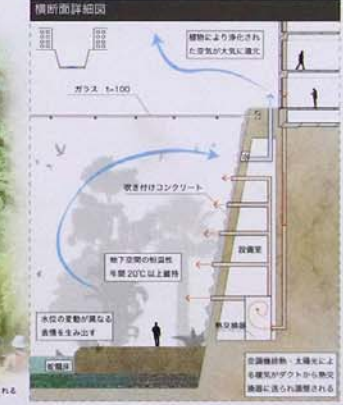 横断面詳細図
植物により浄化され
た空気が大気に還元
ガラス t=100
吹き付けコンクリート
設備室
地下空間の恒温性
年間20℃以上維持
水位の変動が異なる
表情を生み出す
熱交換器
空調機排熱・太陽光によ
る暖気がダクトから熱交
換器に送られ調整される
蛇籠床
れる